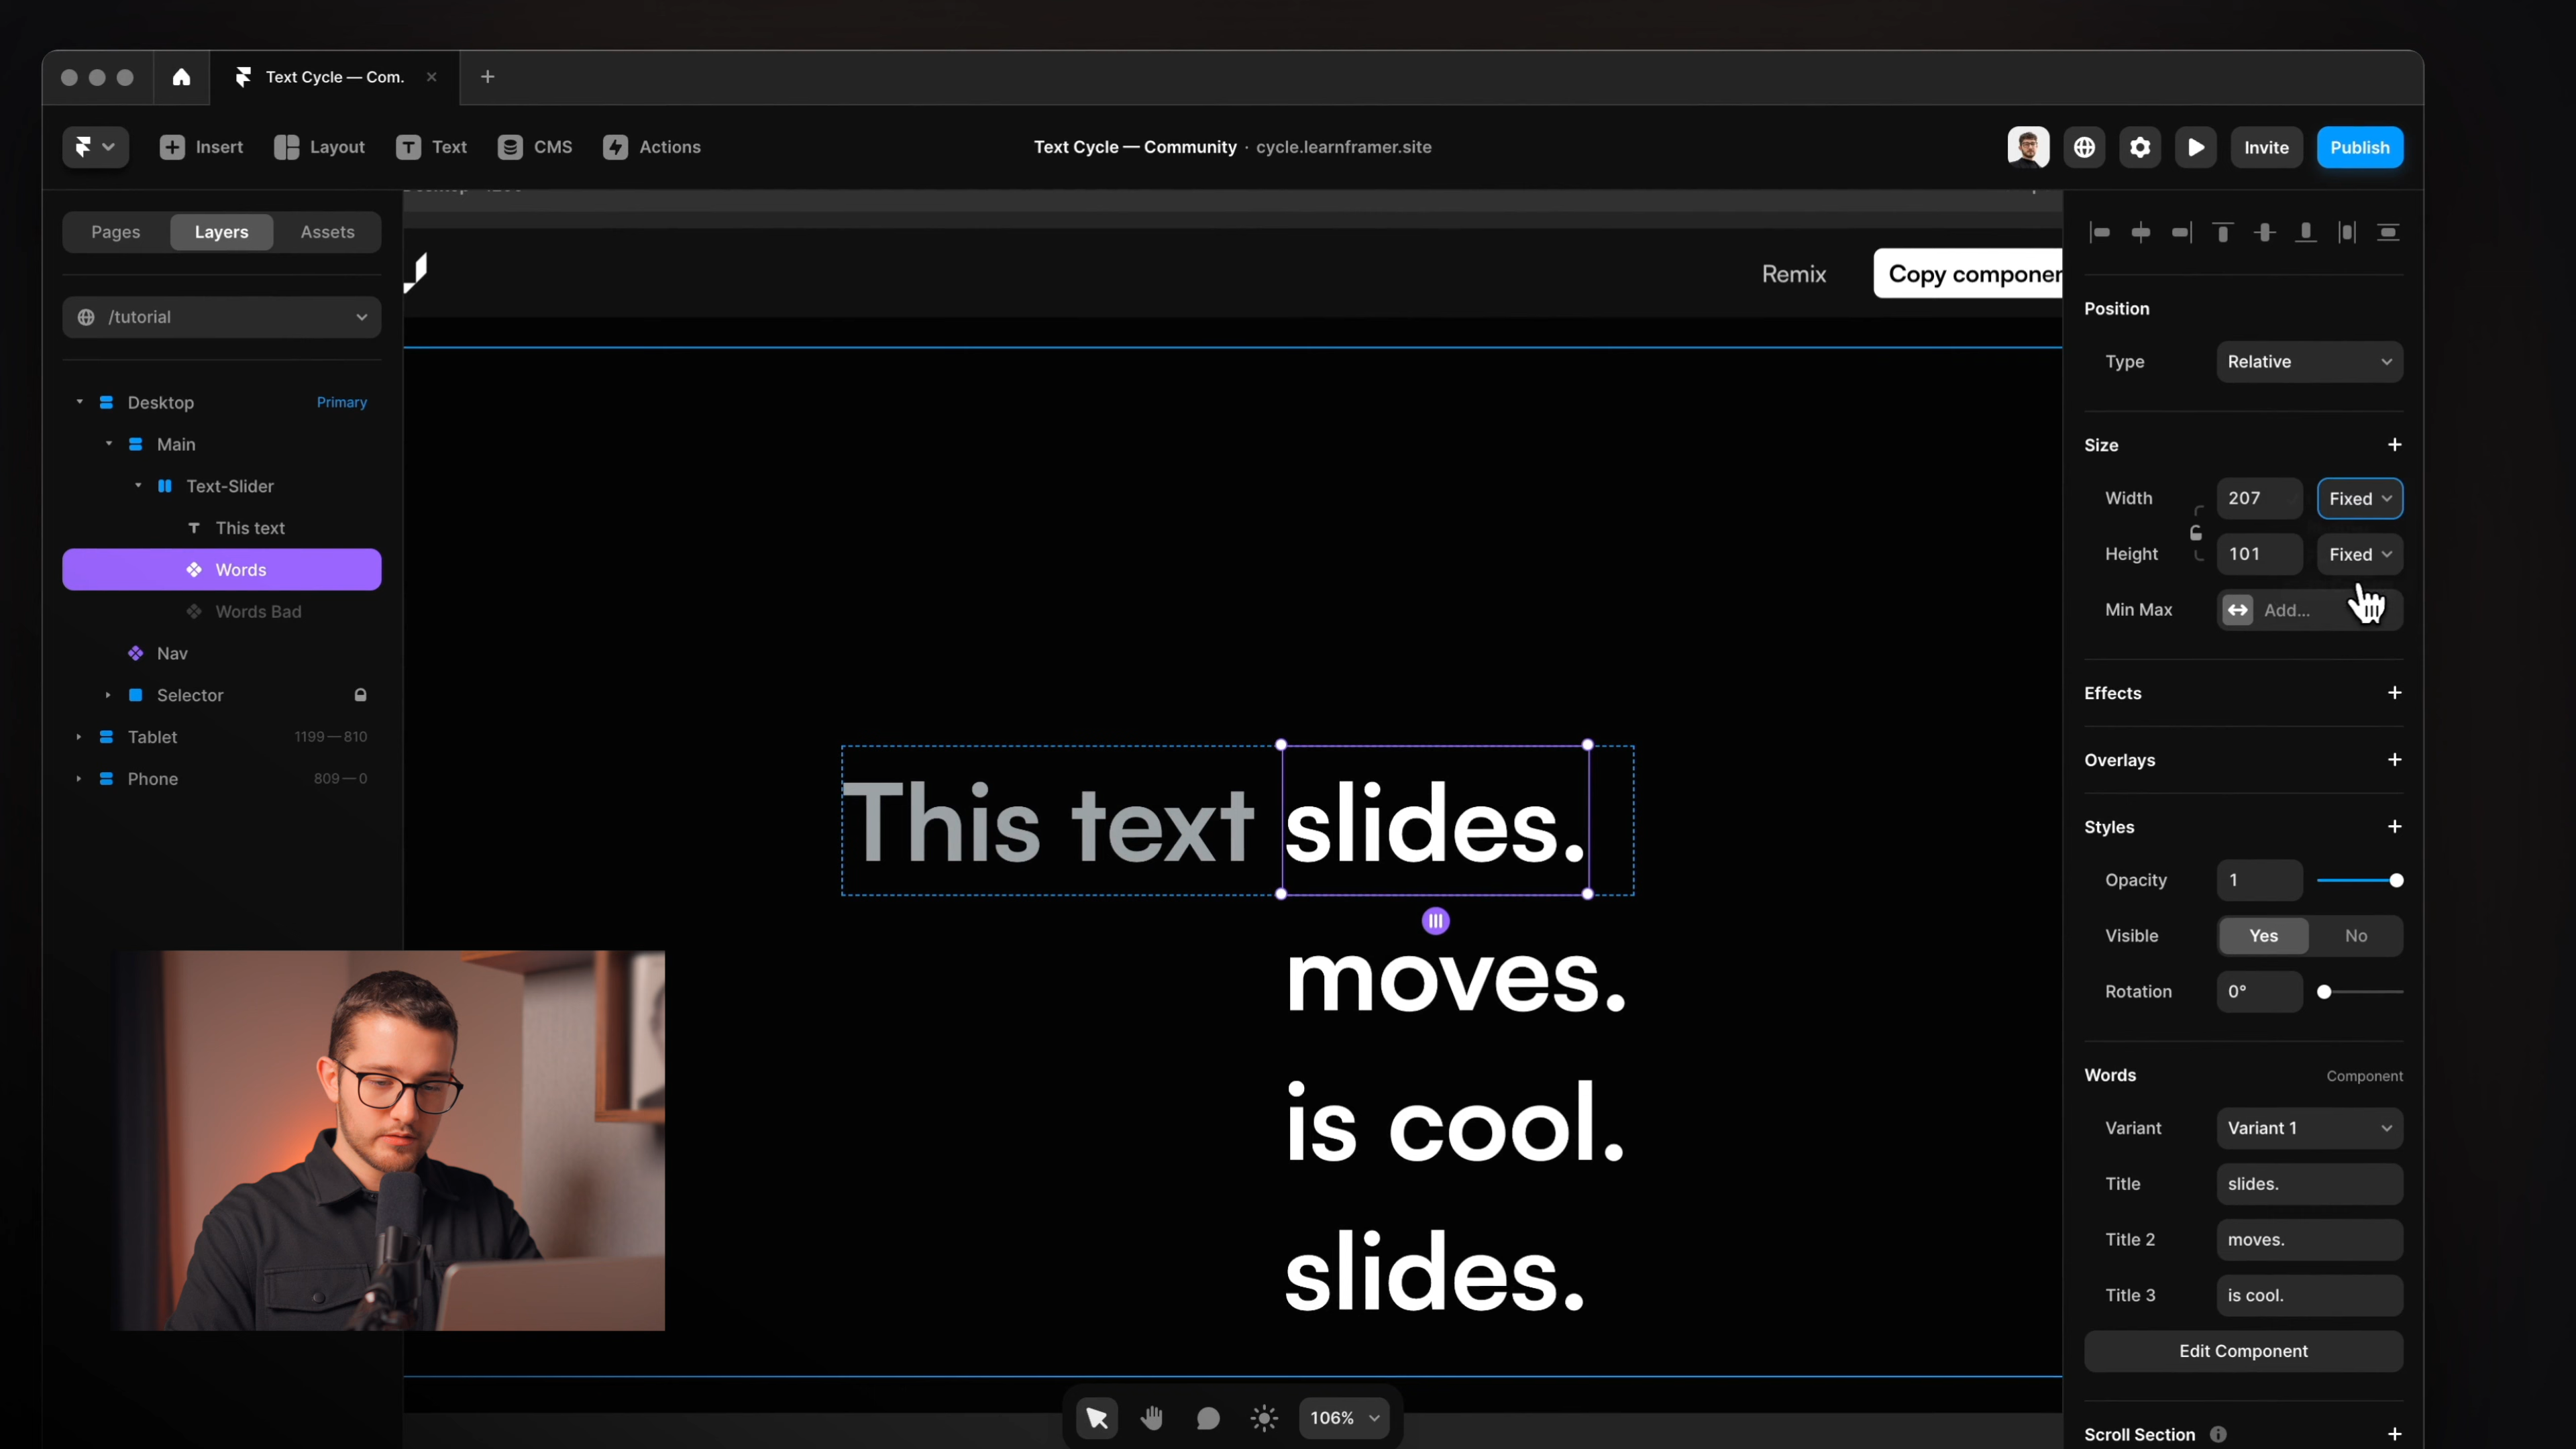 Text Cycle — Com.
Insert
Layout
Text
CMS
Actions
Text Cycle — Community · cycle.learnframer.site
Invite
Publish
Pages
Layers
Assets
/tutorial
Desktop
Primary
Main
Text-Slider
This text
Words
Words Bad
Nav
Selector
Tablet
1199—810
Phone
809—0
Remix
Copy componen
This text slides.
moves.
is cool.
slides.
106%
Position
Type
Relative
Size
Width
207
Fixed
Height
101
Fixed
Min Max
Add...
Effects
Overlays
Styles
Opacity
1
Visible
Yes
No
Rotation
0°
Words
Component
Variant
Variant 1
Title
slides.
Title 2
moves.
Title 3
is cool.
Edit Component
Scroll Section